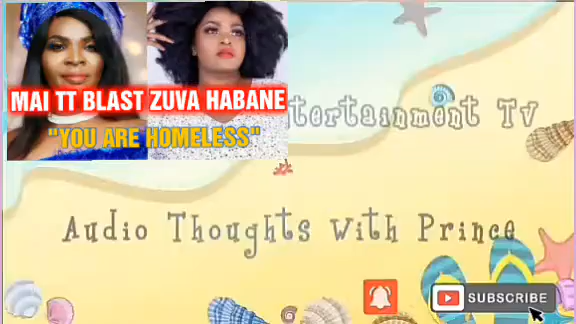 MAI TT BLAST ZUVA HABANE
"YOU ARE HOMELESS"
tertainment Tv
Audio Thoughts with Prince
SUBSCRIBE